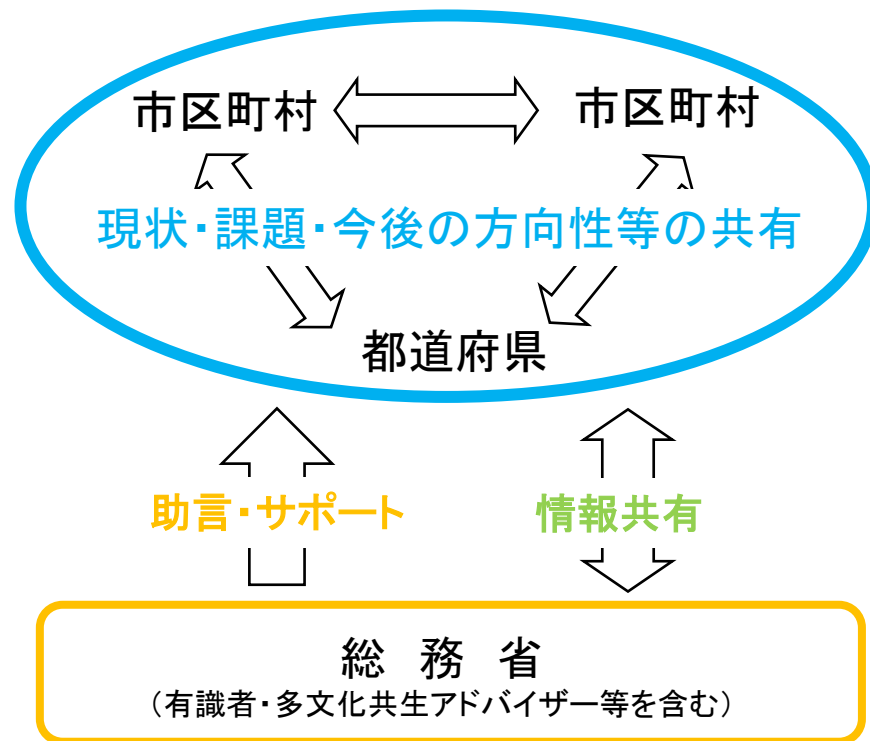 市区町村
市区町村
現状・課題・今後の方向性等の共有
都道府県
助言・サポート
情報共有
総務省
（有識者・多文化共生アドバイザー等を含む）